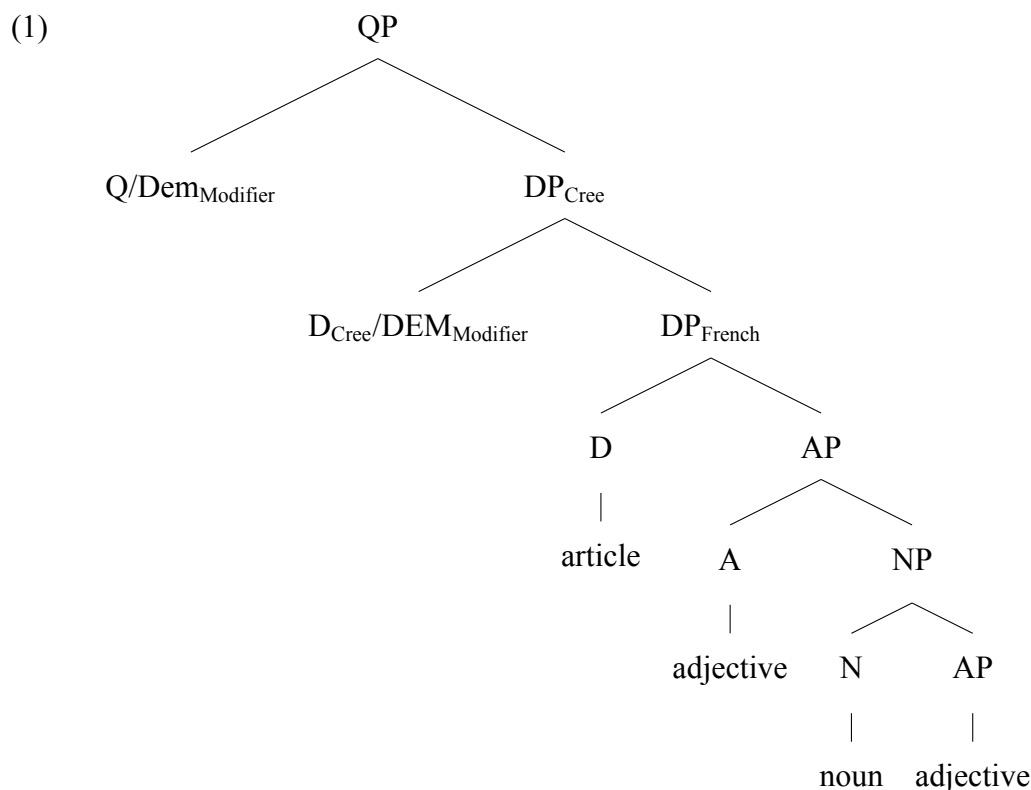 (1) QP
Q/Dem_Modifier DP_Cree
D_Cree/DEM_Modifier DP_French
D AP
article A NP
adjective N AP
noun adjective